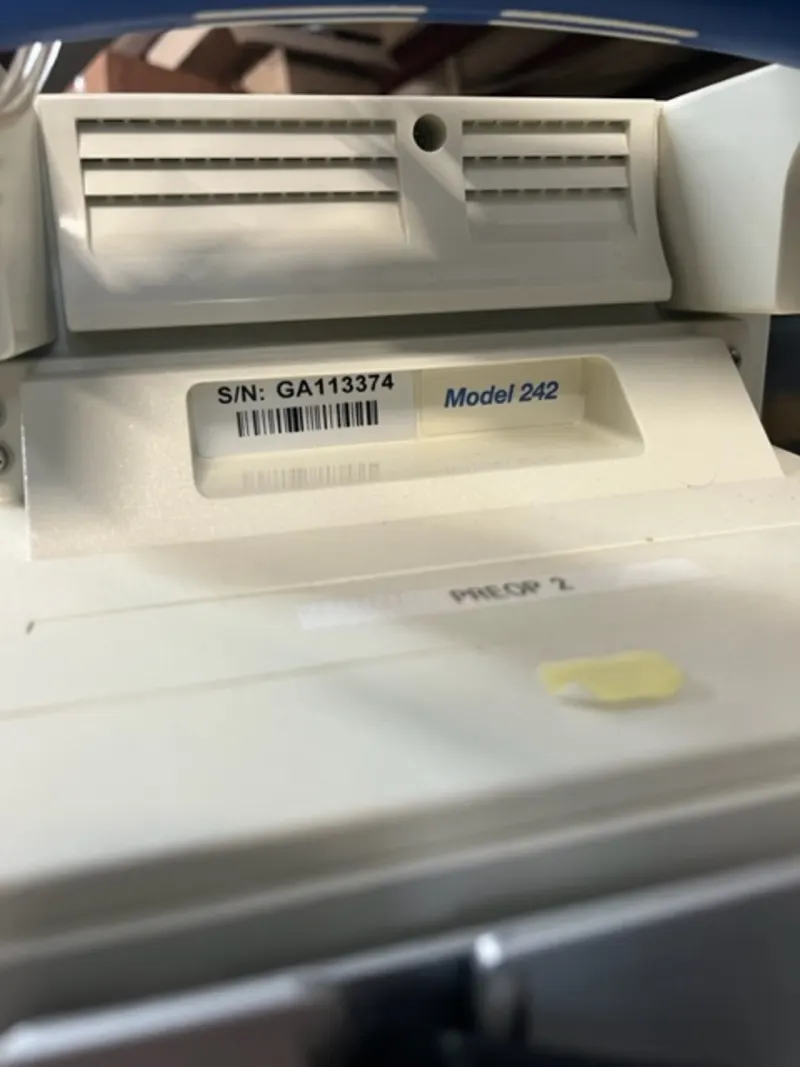 S/N: GA113374
Model 242
PREOP 2